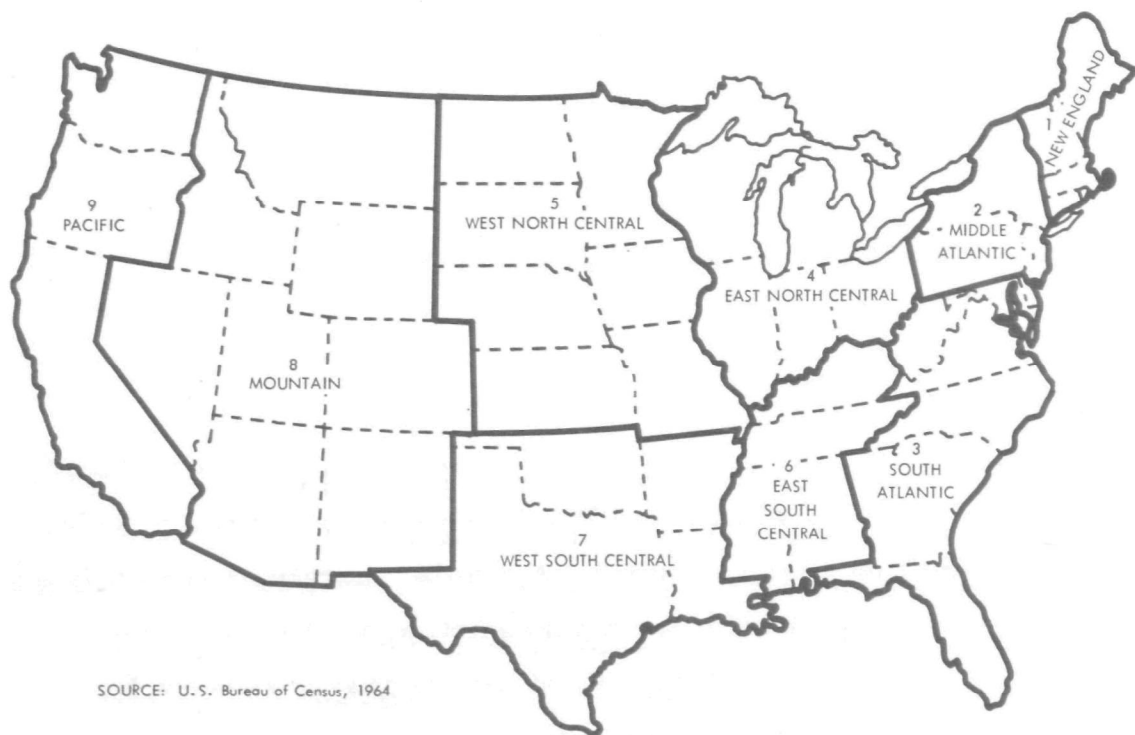 1
NEW ENGLAND
2
MIDDLE
ATLANTIC
3
SOUTH
ATLANTIC
4
EAST NORTH CENTRAL
5
WEST NORTH CENTRAL
6
EAST
SOUTH
CENTRAL
7
WEST SOUTH CENTRAL
8
MOUNTAIN
9
PACIFIC
SOURCE: U.S. Bureau of Census, 1964